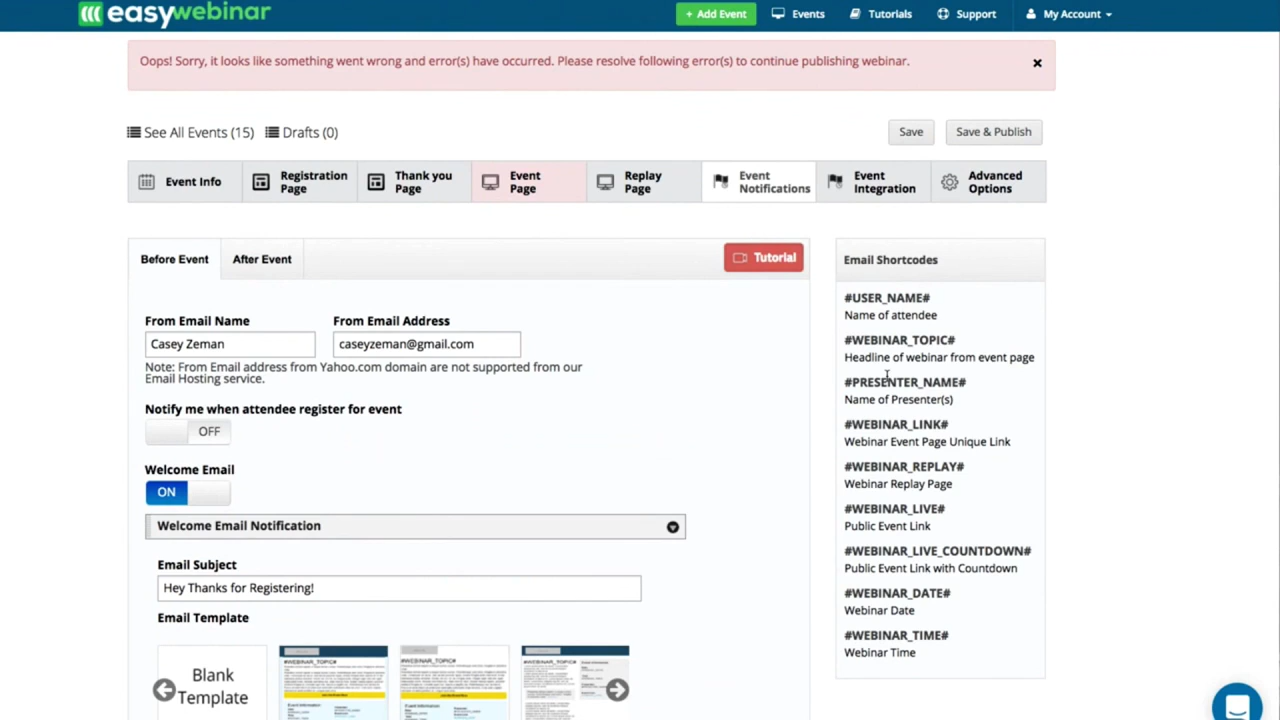 easywebinar
+ Add Event
Events
Tutorials
Support
My Account
Oops! Sorry, it looks like something went wrong and error(s) have occurred. Please resolve following error(s) to continue publishing webinar.
See All Events (15)
Drafts (0)
Save
Save & Publish
Event Info
Registration
Page
Thank you
Page
Event
Page
Replay
Page
Event
Notifications
Event
Integration
Advanced
Options
Before Event
After Event
Tutorial
From Email Name
From Email Address
Casey Zeman
caseyzeman@gmail.com
Note: From Email address from Yahoo.com domain are not supported from our
Email Hosting service.
Notify me when attendee register for event
OFF
Welcome Email
ON
Welcome Email Notification
Email Subject
Hey Thanks for Registering!
Email Template
Blank
Template
#WEBINAR_TOPIC#
#WEBINAR_TOPIC#
#WEBINAR_TOPIC#
Email Shortcodes
#USER_NAME#
Name of attendee
#WEBINAR_TOPIC#
Headline of webinar from event page
#PRESENTER_NAME#
Name of Presenter(s)
#WEBINAR_LINK#
Webinar Event Page Unique Link
#WEBINAR_REPLAY#
Webinar Replay Page
#WEBINAR_LIVE#
Public Event Link
#WEBINAR_LIVE_COUNTDOWN#
Public Event Link with Countdown
#WEBINAR_DATE#
Webinar Date
#WEBINAR_TIME#
Webinar Time